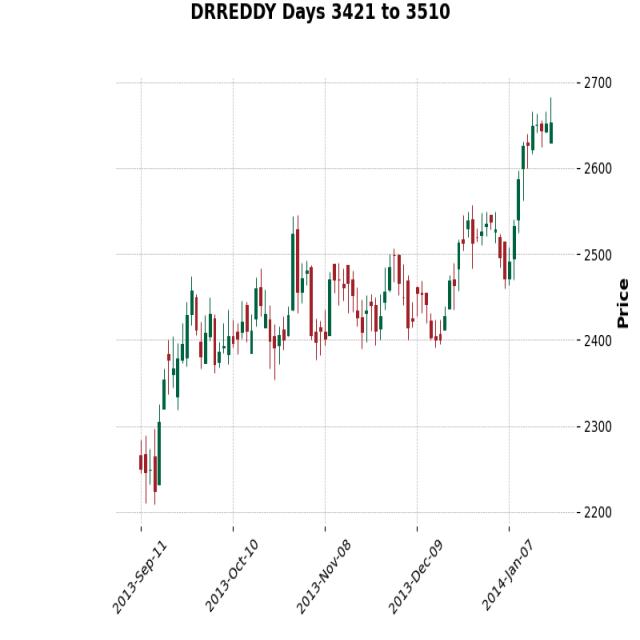 DRREDDY Days 3421 to 3510
2700
2600
2500
2400
2300
2200
Price
2013-Sep-11
2013-Oct-10
2013-Nov-08
2013-Dec-09
2014-Jan-07